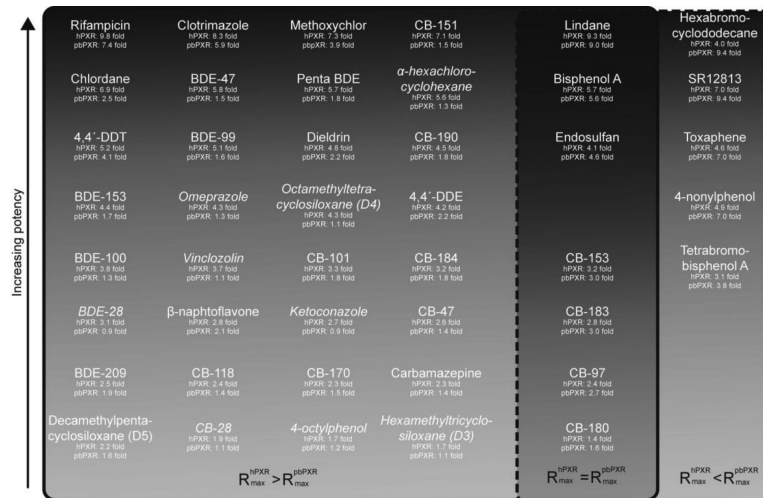 Increasing potency
Rifampicin
hPXR: 9.8 fold
pbPXR: 7.4 fold
Clotrimazole
hPXR: 8.3 fold
pbPXR: 5.9 fold
Methoxychlor
hPXR: 7.3 fold
pbpXR: 3.9 fold
CB-151
hPXR: 7.1 fold
pbPXR: 1.5 fold
Lindane
hPXR: 9.3 fold
pbPXR: 9.0 fold
Hexabromo-
cyclododecane
hPXR: 4.0 fold
pbPXR: 9.4 fold
Chlordane
hPXR: 6.9 fold
pbPXR: 2.5 fold
BDE-47
hPXR: 5.8 fold
pbPXR: 1.5 fold
Penta BDE
hPXR: 5.7 fold
pbPXR: 1.8 fold
α-hexachloro-
cyclohexane
hPXR: 5.6 fold
pbPXR: 1.3 fold
Bisphenol A
hPXR: 5.7 fold
pbPXR: 5.6 fold
SR12813
hPXR: 7.0 fold
pbPXR: 9.4 fold
4,4´-DDT
hPXR: 5.2 fold
pbPXR: 4.1 fold
BDE-99
hPXR: 5.1 fold
pbPXR: 1.6 fold
Dieldrin
hPXR: 4.8 fold
pbPXR: 2.2 fold
CB-190
hPXR: 4.5 fold
pbPXR: 1.8 fold
Endosulfan
hPXR: 4.1 fold
pbPXR: 4.6 fold
Toxaphene
hPXR: 4.6 fold
pbPXR: 7.0 fold
BDE-153
hPXR: 4.4 fold
pbPXR: 1.7 fold
Omeprazole
hPXR: 4.3 fold
pbPXR: 1.3 fold
Octamethyltetra-
cyclosiloxane (D4)
hPXR: 4.3 fold
pbPXR: 1.1 fold
4,4´-DDE
hPXR: 4.2 fold
pbPXR: 2.2 fold
4-nonylphenol
hPXR: 4.9 fold
pbPXR: 7.0 fold
BDE-100
hPXR: 3.8 fold
pbPXR: 1.3 fold
Vinclozolin
hPXR: 3.7 fold
pbPXR: 1.1 fold
CB-101
hPXR: 3.3 fold
pbPXR: 1.8 fold
CB-184
hPXR: 3.2 fold
pbPXR: 1.8 fold
CB-153
hPXR: 3.2 fold
pbPXR: 3.0 fold
Tetrabromo-
bisphenol A
hPXR: 3.1 fold
pbPXR: 3.8 fold
BDE-28
hPXR: 3.1 fold
pbPXR: 0.9 fold
β-naphtoflavone
hPXR: 2.8 fold
pbPXR: 2.1 fold
Ketoconazole
hPXR: 2.7 fold
pbPXR: 0.9 fold
CB-47
hPXR: 2.6 fold
pbPXR: 1.4 fold
CB-183
hPXR: 2.8 fold
pbPXR: 3.0 fold
BDE-209
hPXR: 2.5 fold
pbPXR: 1.9 fold
CB-118
hPXR: 2.4 fold
pbPXR: 1.4 fold
CB-170
hPXR: 2.3 fold
pbPXR: 1.5 fold
Carbamazepine
hPXR: 2.3 fold
pbPXR: 1.4 fold
CB-97
hPXR: 2.4 fold
pbPXR: 2.7 fold
Decamethylpenta-
cyclosiloxane (D5)
hPXR: 2.2 fold
pbPXR: 1.6 fold
CB-28
hPXR: 1.9 fold
pbPXR: 1.1 fold
4-octylphenol
hPXR: 1.7 fold
pbPXR: 1.2 fold
Hexamethyltricyclo-
siloxane (D3)
hPXR: 1.7 fold
pbPXR: 1.1 fold
CB-180
hPXR: 1.4 fold
pbPXR: 1.6 fold
R max hPXR > R max pbPXR
R max hPXR = R max pbPXR
R max hPXR < R max pbPXR